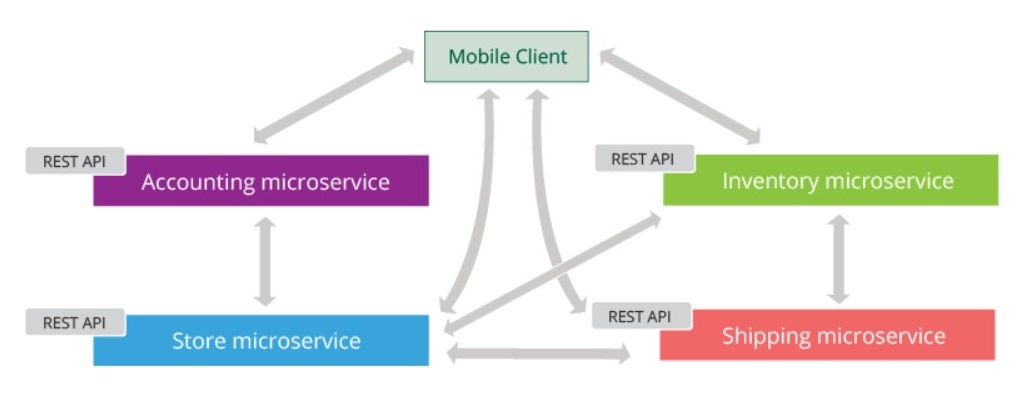 Mobile Client
REST API
Accounting microservice
REST API
Inventory microservice
REST API
Store microservice
REST API
Shipping microservice